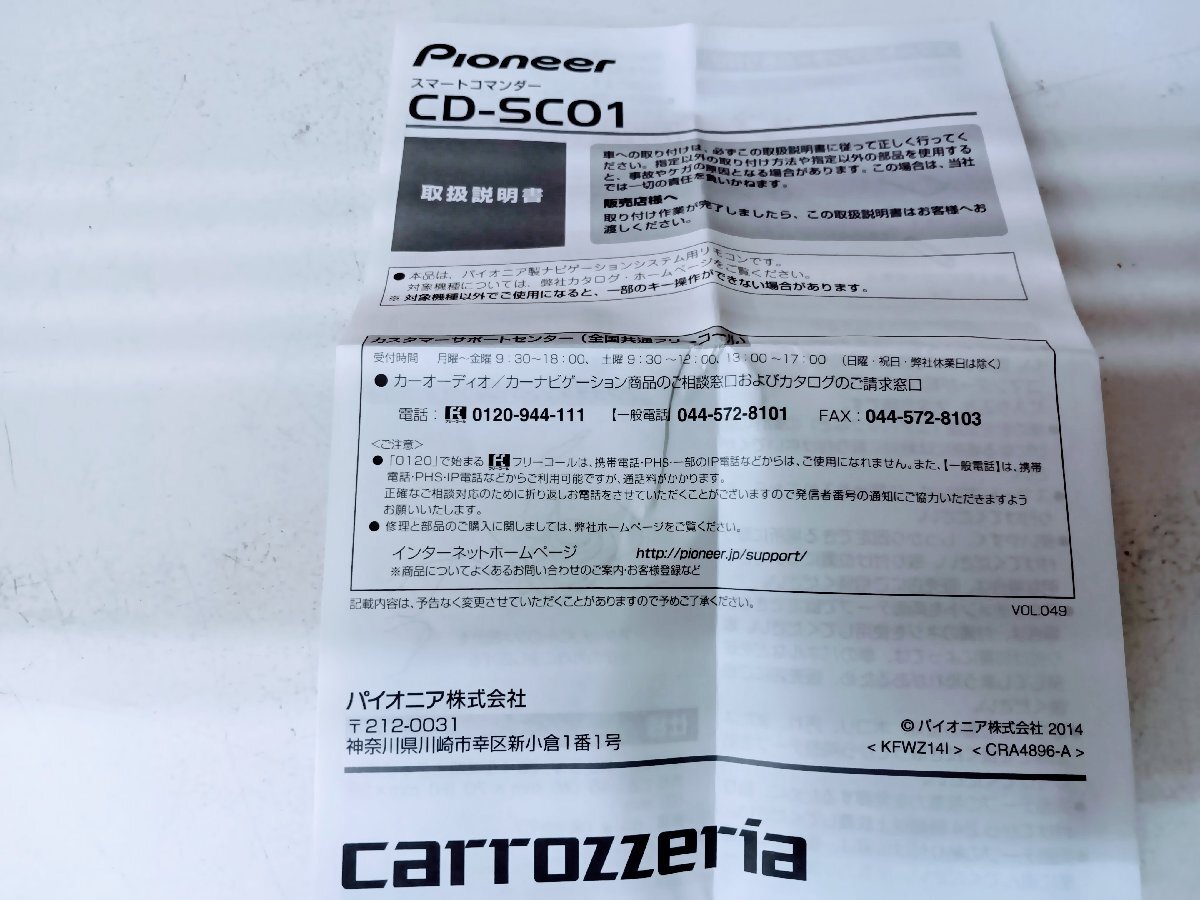 Pioneer
スマートコマンダー
CD-SC01
取扱説明書
車への取り付けは、必ずこの取扱説明書に従って正しく行ってく
ださい。指定以外の取り付け方法や指定以外の部品を使用する
と、事故やケガの原因となる場合があります。この場合は、当社
では一切の責任を負いかねます。
販売店様へ
取り付け作業が完了しましたら、この取扱説明書はお客様へお
渡しください。
● 本品は、パイオニア製ナビゲーションシステム用リモコンです。
対象機種については、弊社カタログ・ホームページをご覧ください。
※ 対象機種以外でご使用になると、一部のキー操作ができない場合があります。
カスタマーサポートセンター（全国共通フリーコール）
受付時間 月曜～金曜9:30～18:00、土曜9:30～12:00、13:00～17:00 （日曜・祝日・弊社休業日は除く）
● カーオーディオ／カーナビゲーション商品のご相談窓口およびカタログのご請求窓口
電話： 0120-944-111 【一般電話】044-572-8101 FAX：044-572-8103
＜ご注意＞
● 「0120」で始まる フリーコールは、携帯電話・PHS・一部のIP電話などからは、ご使用になれません。また、【一般電話】は、携帯
電話・PHS・IP電話などからご利用可能ですが、通話料がかかります。
正確なご相談対応のために折り返しお電話をさせていただくことがございますので発信者番号の通知にご協力いただきますよう
お願いいたします。
● 修理と部品のご購入に関しましては、弊社ホームページをご覧ください。
インターネットホームページ http://pioneer.jp/support/
※商品についてよくあるお問い合わせのご案内・お客様登録など
記載内容は、予告なく変更させていただくことがありますので予めご了承ください。
VOL.049
パイオニア株式会社
〒212-0031
神奈川県川崎市幸区新小倉1番1号
© パイオニア株式会社 2014
< KFWZ14I > < CRA4896-A >
carrozzeria